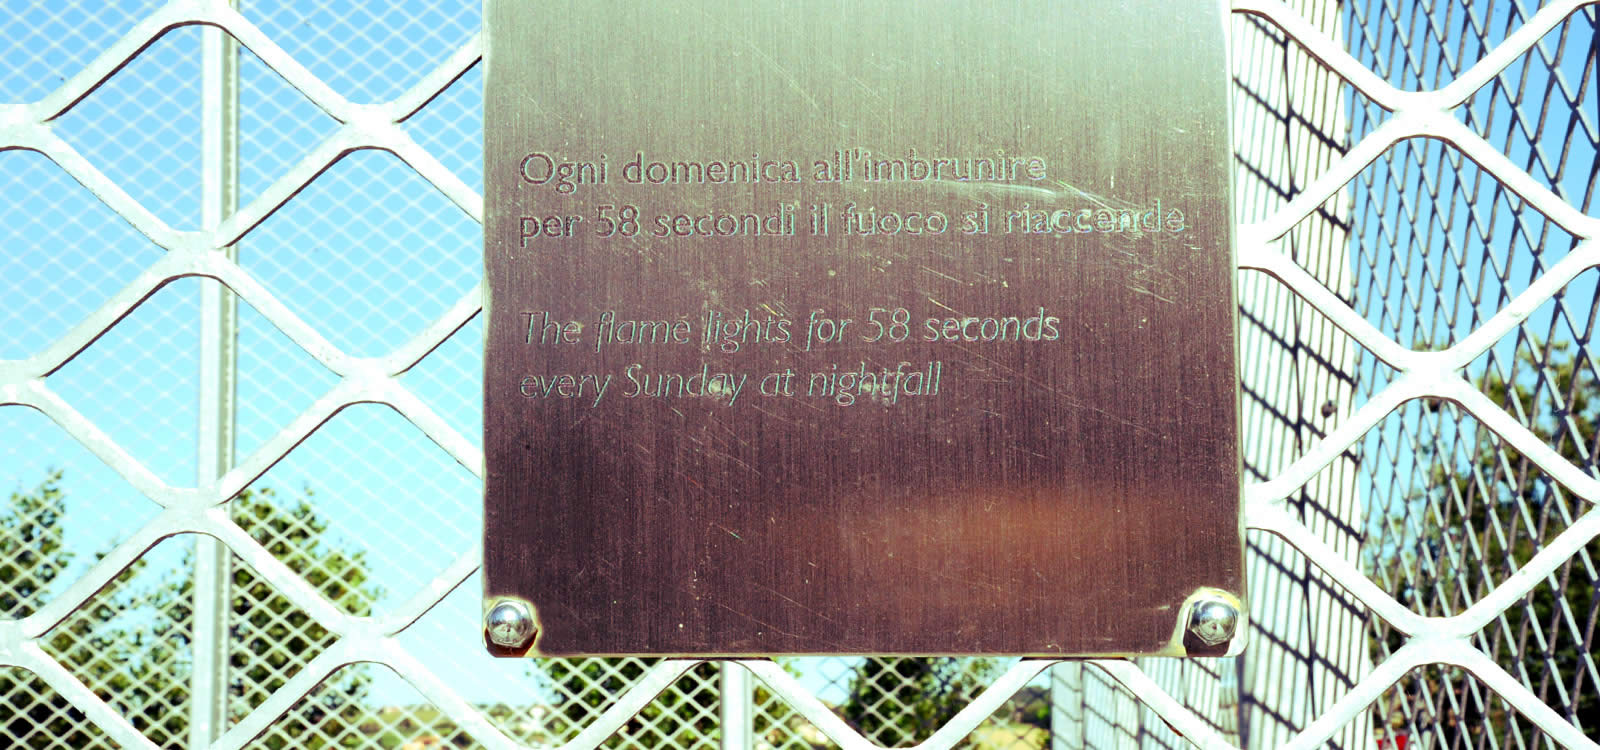 Ogni domenica all'imbrunire
per 58 secondi il fuoco si riaccende
The flame lights for 58 seconds
every Sunday at nightfall